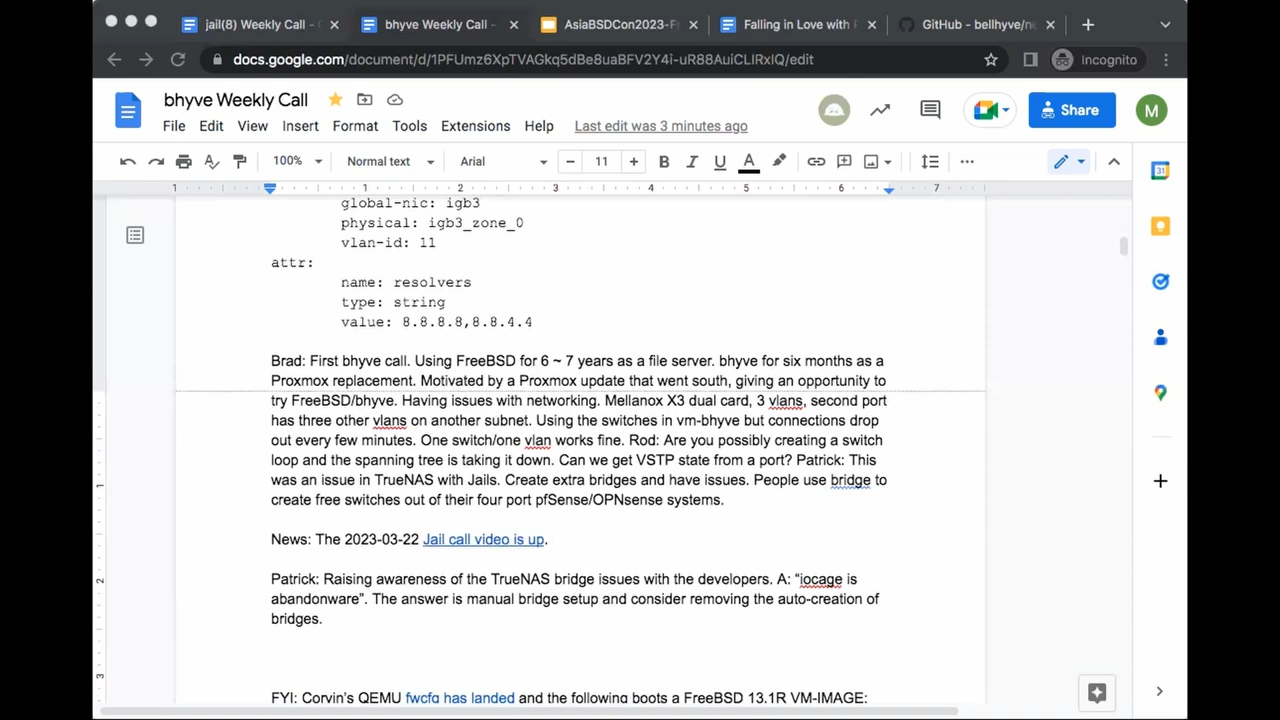 jail(8) Weekly Call -
bhyve Weekly Call -
AsiaBSDCon2023-F
Falling in Love with
GitHub - bellhyve/n
docs.google.com/document/d/1PFUmz6XpTVAGkq5dBe8uaBFV2Y4i-uR88AuiCLIRxIQ/edit
Incognito
bhyve Weekly Call
M
Share
File Edit View Insert Format Tools Extensions Help Last edit was 3 minutes ago
100% Normal text Arial 11 B I U A
31
1 1 2 3 4 5 6 7
global-nic: igb3
physical: igb3_zone_0
vlan-id: 11
attr:
name: resolvers
type: string
value: 8.8.8.8,8.8.4.4
Brad: First bhyve call. Using FreeBSD for 6 ~ 7 years as a file server. bhyve for six months as a
Proxmox replacement. Motivated by a Proxmox update that went south, giving an opportunity to
try FreeBSD/bhyve. Having issues with networking. Mellanox X3 dual card, 3 vlans, second port
has three other vlans on another subnet. Using the switches in vm-bhyve but connections drop
out every few minutes. One switch/one vlan works fine. Rod: Are you possibly creating a switch
loop and the spanning tree is taking it down. Can we get VSTP state from a port? Patrick: This
was an issue in TrueNAS with Jails. Create extra bridges and have issues. People use bridge to
create free switches out of their four port pfSense/OPNsense systems.
1
News: The 2023-03-22 Jail call video is up.
2
Patrick: Raising awareness of the TrueNAS bridge issues with the developers. A: “iocage is
abandonware”. The answer is manual bridge setup and consider removing the auto-creation of
bridges.
3
FYI: Corvin's QEMU fwcfg has landed and the following boots a FreeBSD 13.1R VM-IMAGE: